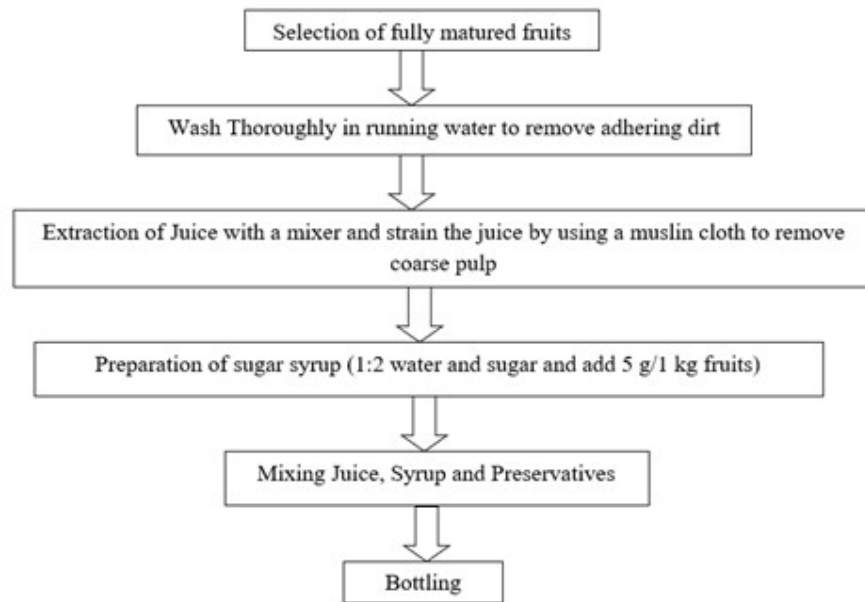 Selection of fully matured fruits
Wash Thoroughly in running water to remove adhering dirt
Extraction of Juice with a mixer and strain the juice by using a muslin cloth to remove
coarse pulp
Preparation of sugar syrup (1:2 water and sugar and add 5 g/1 kg fruits)
Mixing Juice, Syrup and Preservatives
Bottling